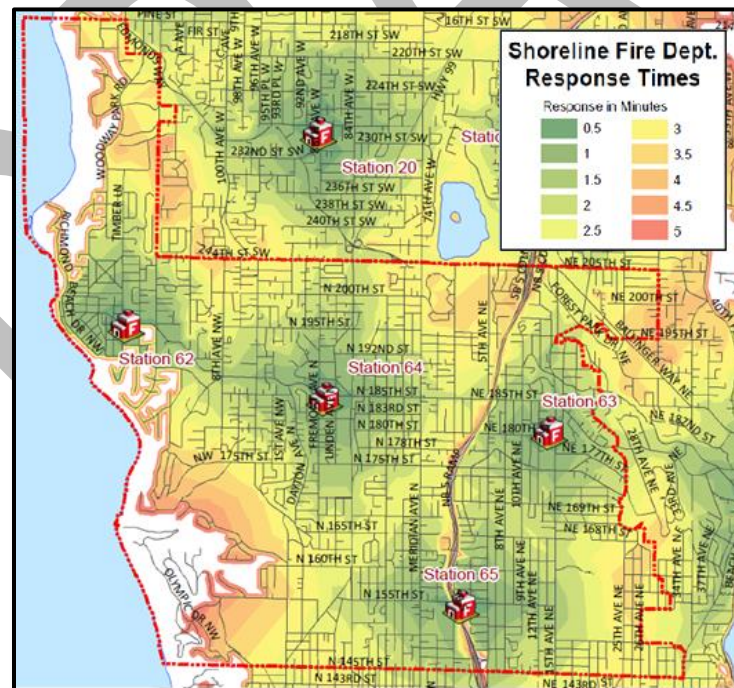 Shoreline Fire Dept.
Response Times
Response in Minutes
0.5
1
1.5
2
2.5
3
3.5
4
4.5
5
PINE ST
FIR ST
9TH AVE W
16TH ST SW
218TH ST SW
220TH ST SW
A AVE
98TH AVE W
96TH AVE W
95TH PL W
93RD PL W
92ND AVE W
84TH AVE W
224TH ST SW
HWY 99
WOODWAY PARK RD
100TH AVE W
230TH ST SW
232ND ST SW
Station 20
74TH AVE W
236TH ST SW
238TH ST SW
240TH ST SW
244TH ST SW
TIMBER LN
RICHMOND BEACH DR NW
NE 205TH ST
N 200TH ST
NE 200TH ST
FOREST PARK DR NE
BALLINGER WAY NE
NE 195TH ST
N 195TH ST
5TH AVE NE
Station 62
8TH AVE NW
N 192ND ST
Station 64
N 185TH ST
NE 185TH ST
Station 63
NE 182ND ST
FREMONT AVE N
LINDEN
N 183RD ST
N 180TH ST
NE 180TH
N 178TH ST
N 175TH ST
NE 177TH ST
NW 175TH ST
1ST AVE NW
DAYTON AVE N
NB S RAMP
10TH AVE NE
28TH AVE NE
MERIDIAN AVE N
8TH AVE NE
NE 169TH ST
NE 168TH ST
N 165TH ST
N 160TH ST
Station 65
OLYMPIC DR NW
N 155TH ST
9TH AVE NE
12TH AVE NE
15TH AVE NE
25TH AVE NE
34TH AVE NE
37TH AVE NE
N 145TH ST
N 143RD ST
NE 143RD ST